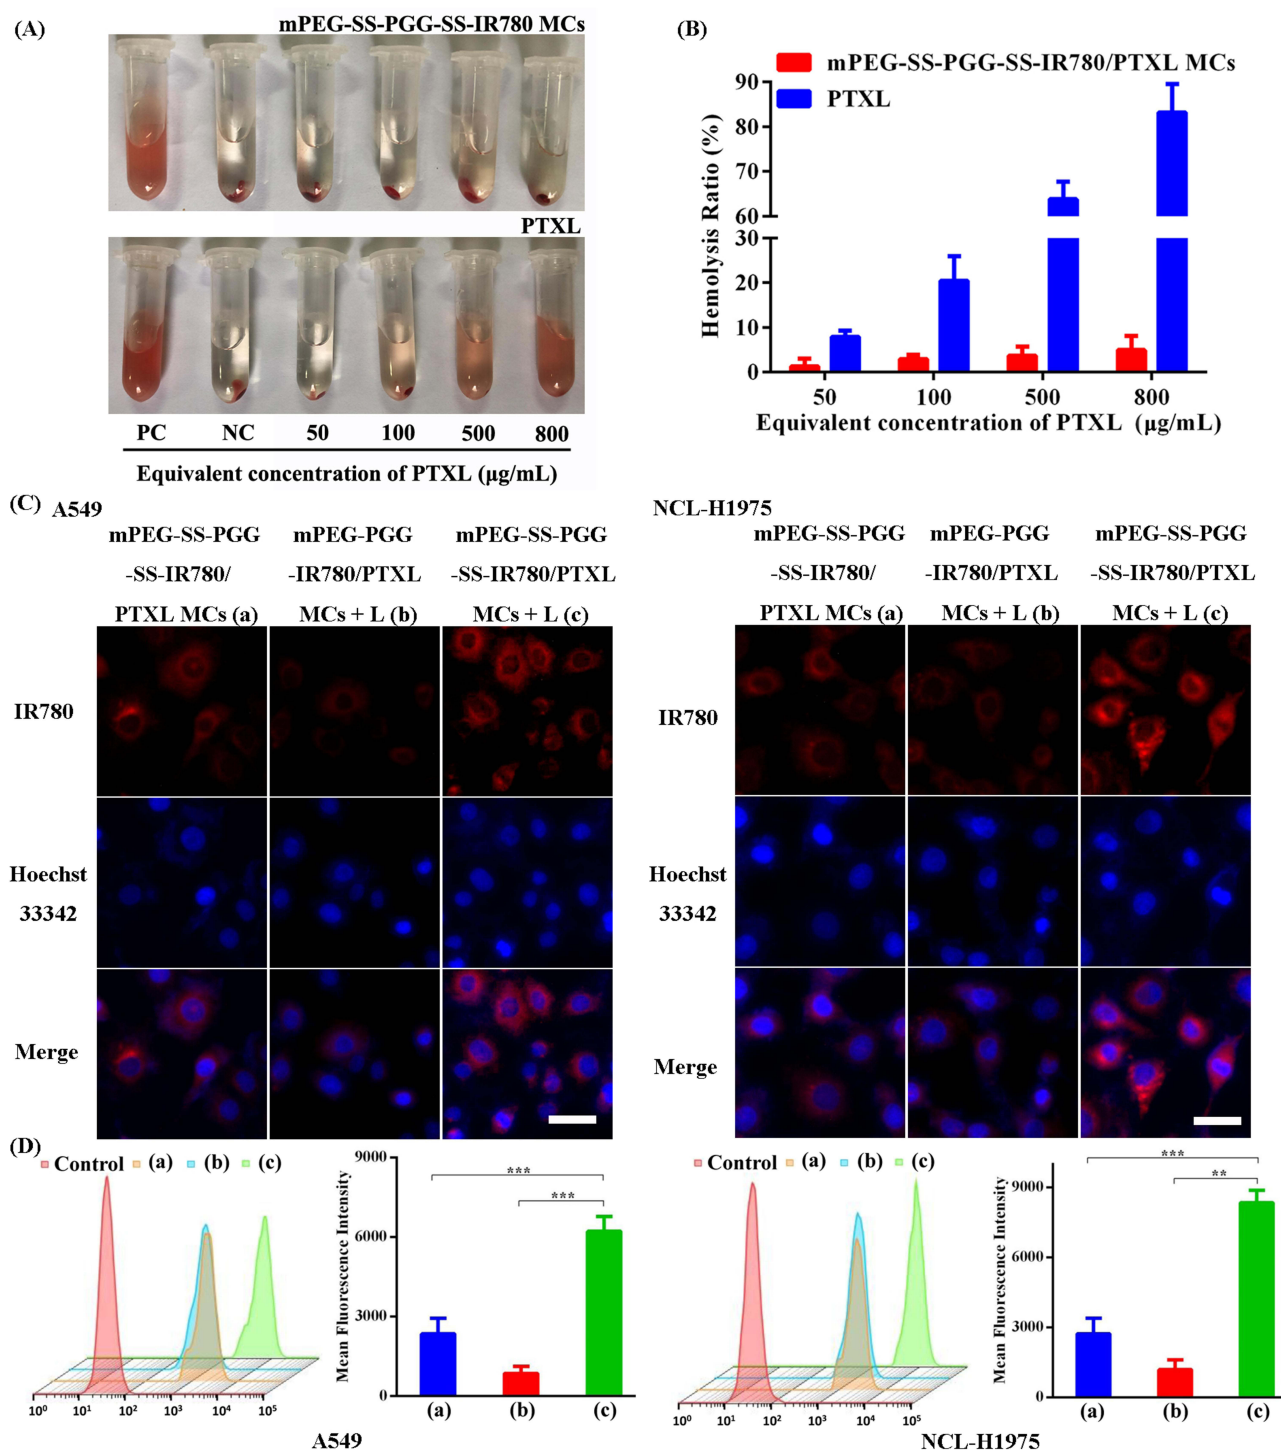 (A)
mPEG-SS-PGG-SS-IR780 MCs
PTXL
PC NC 50 100 500 800
Equivalent concentration of PTXL (μg/mL)
(B)
mPEG-SS-PGG-SS-IR780/PTXL MCs
PTXL
Hemolysis Ratio (%)
90
80
70
60
30
20
10
0
50 100 500 800
Equivalent concentration of PTXL (μg/mL)
(C)
A549
mPEG-SS-PGG mPEG-PGG mPEG-SS-PGG
-SS-IR780/ -IR780/PTXL -SS-IR780/PTXL
PTXL MCs (a) MCs + L (b) MCs + L (c)
IR780
Hoechst
33342
Merge
NCL-H1975
mPEG-SS-PGG mPEG-PGG mPEG-SS-PGG
-SS-IR780/ -IR780/PTXL -SS-IR780/PTXL
PTXL MCs (a) MCs + L (b) MCs + L (c)
IR780
Hoechst
33342
Merge
(D)
Control (a) (b) (c)
10⁰ 10¹ 10² 10³ 10⁴ 10⁵
Mean Fluorescence Intensity
9000
6000
3000
0
***
***
(a) (b) (c)
A549
Control (a) (b) (c)
10⁰ 10¹ 10² 10³ 10⁴ 10⁵
Mean Fluorescence Intensity
9000
6000
3000
0
***
**
(a) (b) (c)
NCL-H1975